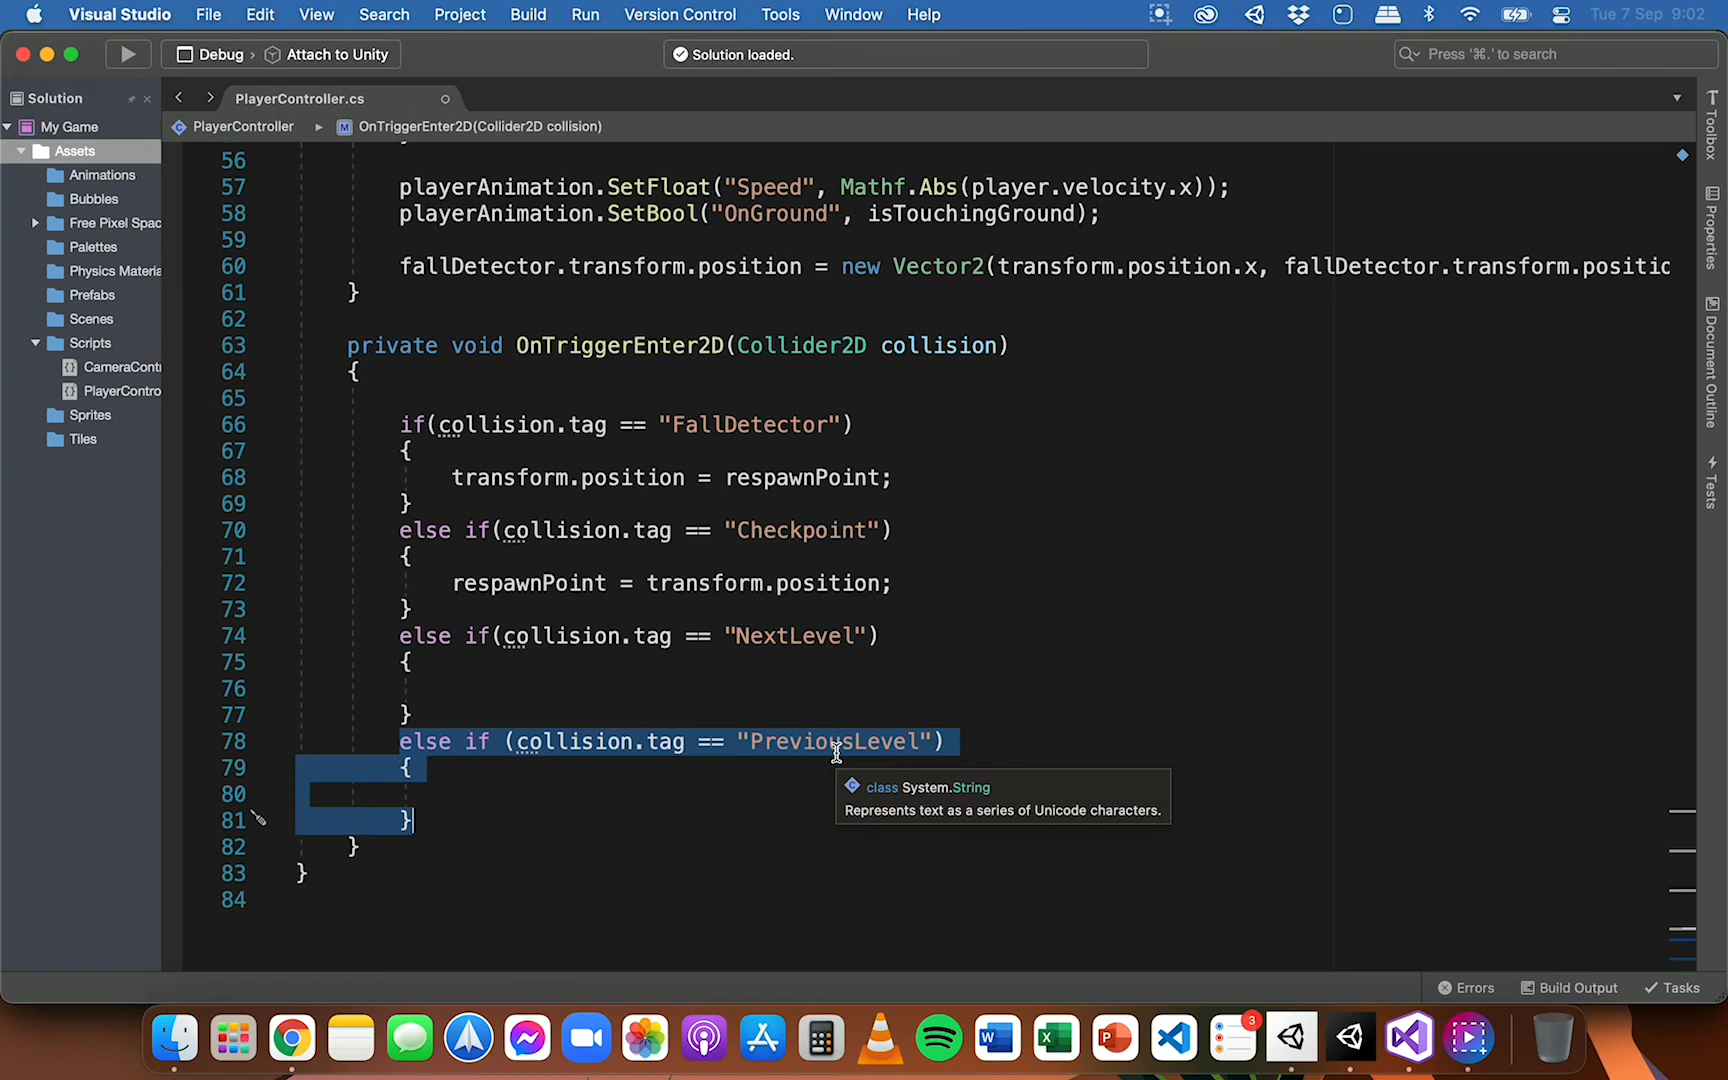 Visual Studio File Edit View Search Project Build Run Version Control Tools Window Help Tue 7 Sep 9:02
Debug › Attach to Unity Solution loaded. Press '⌘.' to search
Solution PlayerController.cs
PlayerController ▸ OnTriggerEnter2D(Collider2D collision)
My Game
Assets
Animations
Bubbles
Free Pixel Spac
Palettes
Physics Materia
Prefabs
Scenes
Scripts
CameraCont
PlayerContro
Sprites
Tiles
56
57 playerAnimation.SetFloat("Speed", Mathf.Abs(player.velocity.x));
58 playerAnimation.SetBool("OnGround", isTouchingGround);
59
60 fallDetector.transform.position = new Vector2(transform.position.x, fallDetector.transform.positic
61 }
62
63 private void OnTriggerEnter2D(Collider2D collision)
64 {
65
66 if(collision.tag == "FallDetector")
67 {
68 transform.position = respawnPoint;
69 }
70 else if(collision.tag == "Checkpoint")
71 {
72 respawnPoint = transform.position;
73 }
74 else if(collision.tag == "NextLevel")
75 {
76
77 }
78 else if (collision.tag == "PreviousLevel")
79 {
80
81 }
82 }
83 }
84
class System.String
Represents text as a series of Unicode characters.
Toolbox
Properties
Document Outline
Tests
Errors Build Output Tasks
3